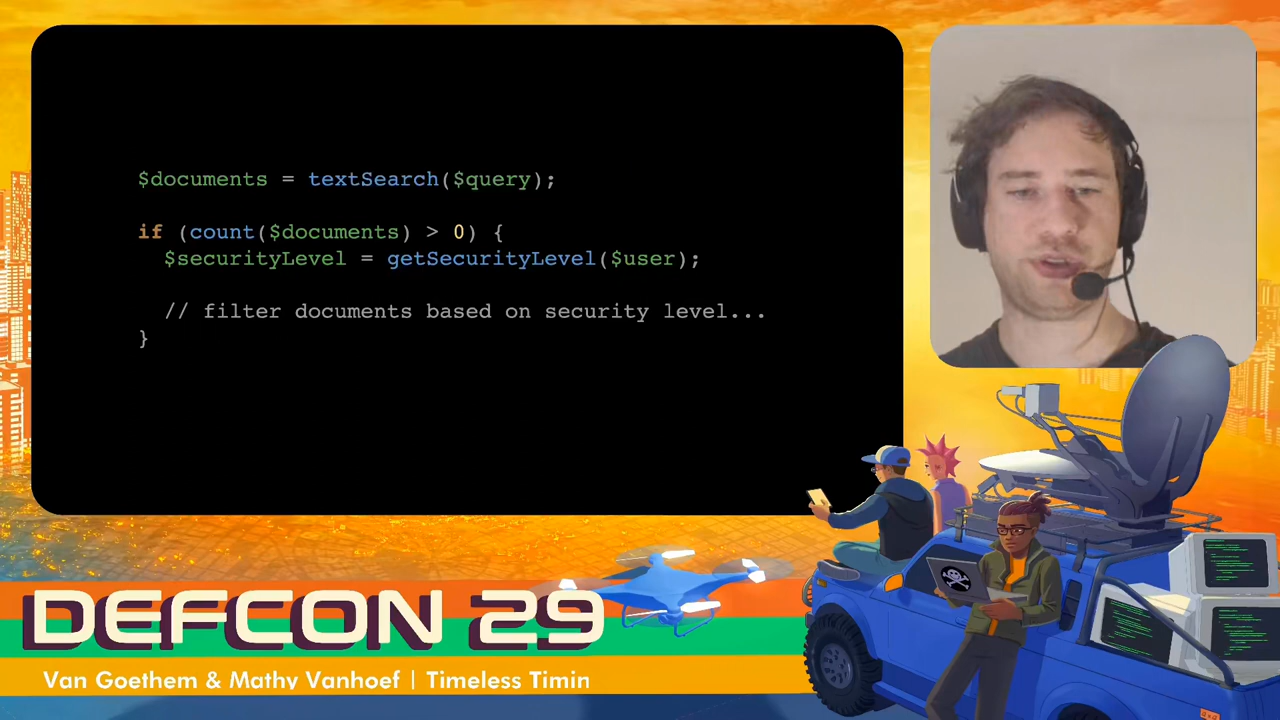 $documents = textSearch($query);
if (count($documents) > 0) {
$securityLevel = getSecurityLevel($user);
// filter documents based on security level...
}
DEFCON 29
Van Goethem & Mathy Vanhoef | Timeless Timin